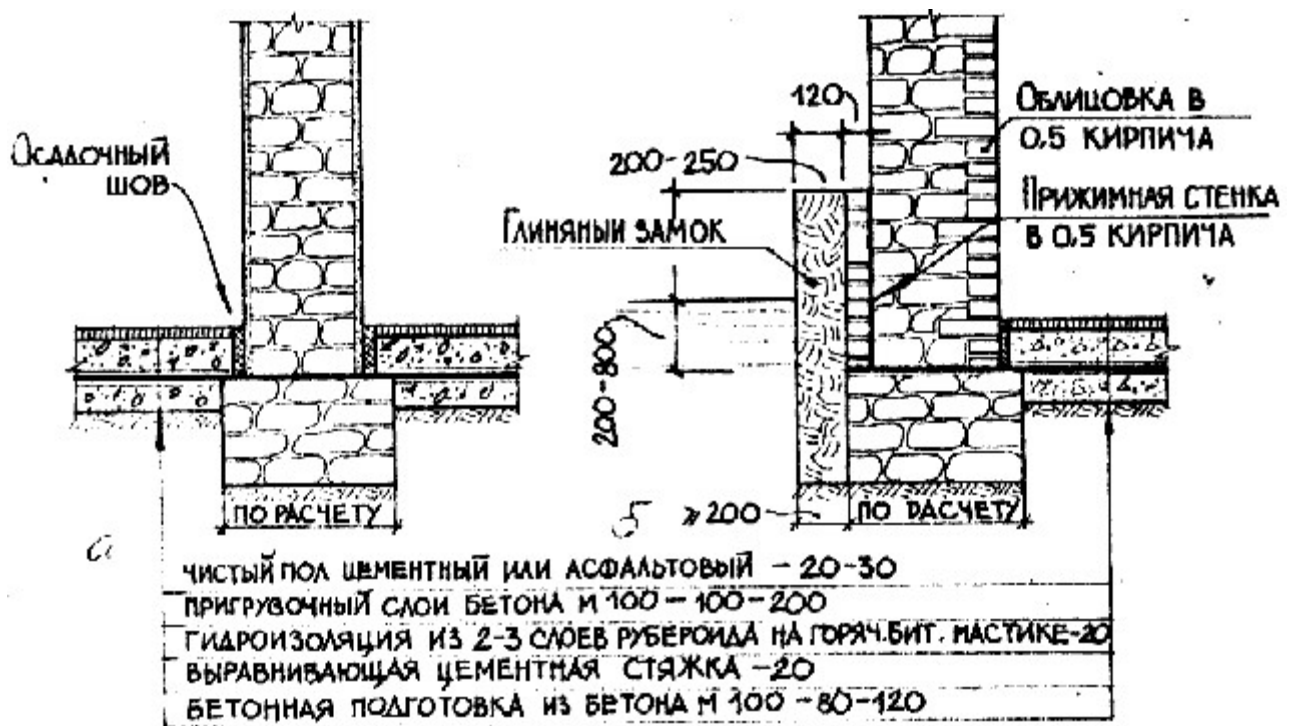 Осадочный
шов
120
200-250
Облицовка в
0,5 кирпича
Прижимная стенка
в 0,5 кирпича
Глиняный замок
200-800
по расчету
≥200
по расчету
а
б
чистый пол цементный или асфальтовый - 20-30
пригрузочный слой бетона М 100 - 100-200
гидроизоляция из 2-3 слоев рубероида на горяч. бит. мастике-20
выравнивающая цементная стяжка - 20
бетонная подготовка из бетона М 100 - 80-120